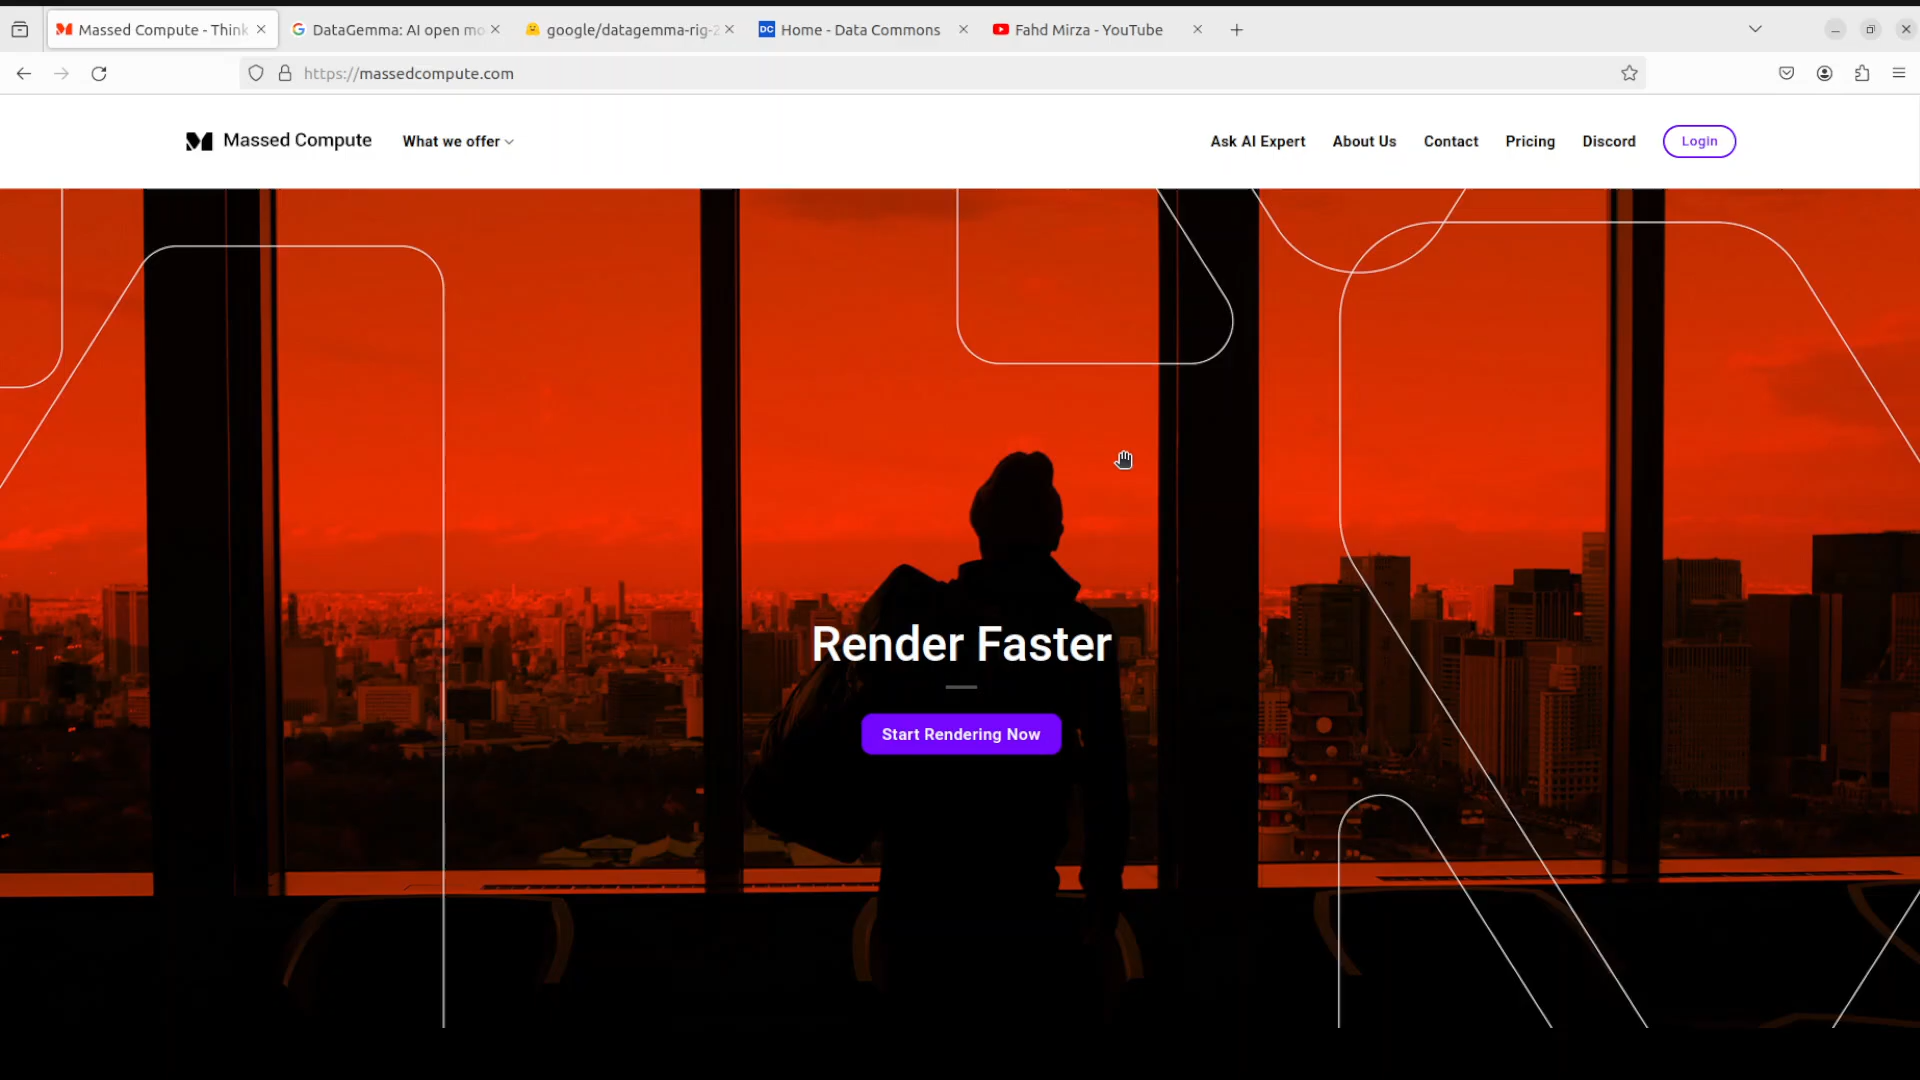 Massed Compute - Think
DataGemma: AI open mo
google/datagemma-rig-2
DC Home - Data Commons
Fahd Mirza - YouTube
https://massedcompute.com
Massed Compute
What we offer
Ask AI Expert
About Us
Contact
Pricing
Discord
Login
Render Faster
Start Rendering Now